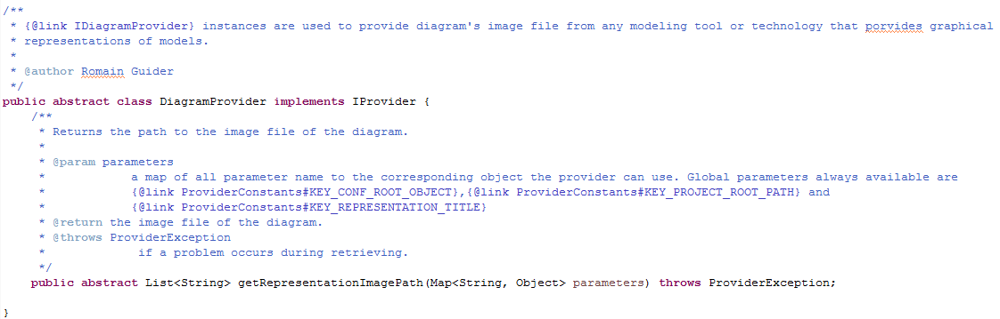 /**
 * {@link IDiagramProvider} instances are used to provide diagram's image file from any modeling tool or technology that porvides graphical
 * representations of models.
 *
 * @author Romain Guider
 */
public abstract class DiagramProvider implements IProvider {
    /**
     * Returns the path to the image file of the diagram.
     *
     * @param parameters
     *            a map of all parameter name to the corresponding object the provider can use. Global parameters always available are
     *            {@link ProviderConstants#KEY_CONF_ROOT_OBJECT},{@link ProviderConstants#KEY_PROJECT_ROOT_PATH} and
     *            {@link ProviderConstants#KEY_REPRESENTATION_TITLE}
     * @return the image file of the diagram.
     * @throws ProviderException
     *             if a problem occurs during retrieving.
     */
    public abstract List<String> getRepresentationImagePath(Map<String, Object> parameters) throws ProviderException;
}